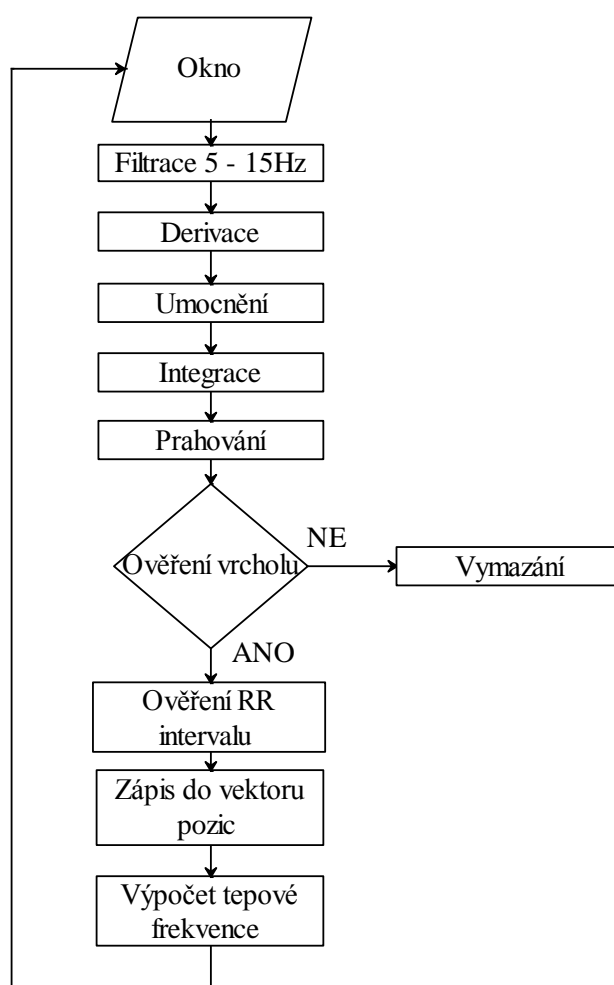 Okno
Filtrace 5 - 15Hz
Derivace
Umocnění
Integrace
Prahování
Ověření vrcholu
NE
Vymazání
ANO
Ověření RR
intervalu
Zápis do vektoru
pozic
Výpočet tepové
frekvence